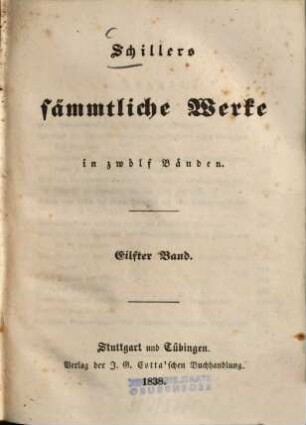 Schillers
sämmtliche Werke
in zwölf Bänden.
Eilfter Band.
Stuttgart und Tübingen.
Verlag der J. G. Cotta'schen Buchhandlung.
1838.